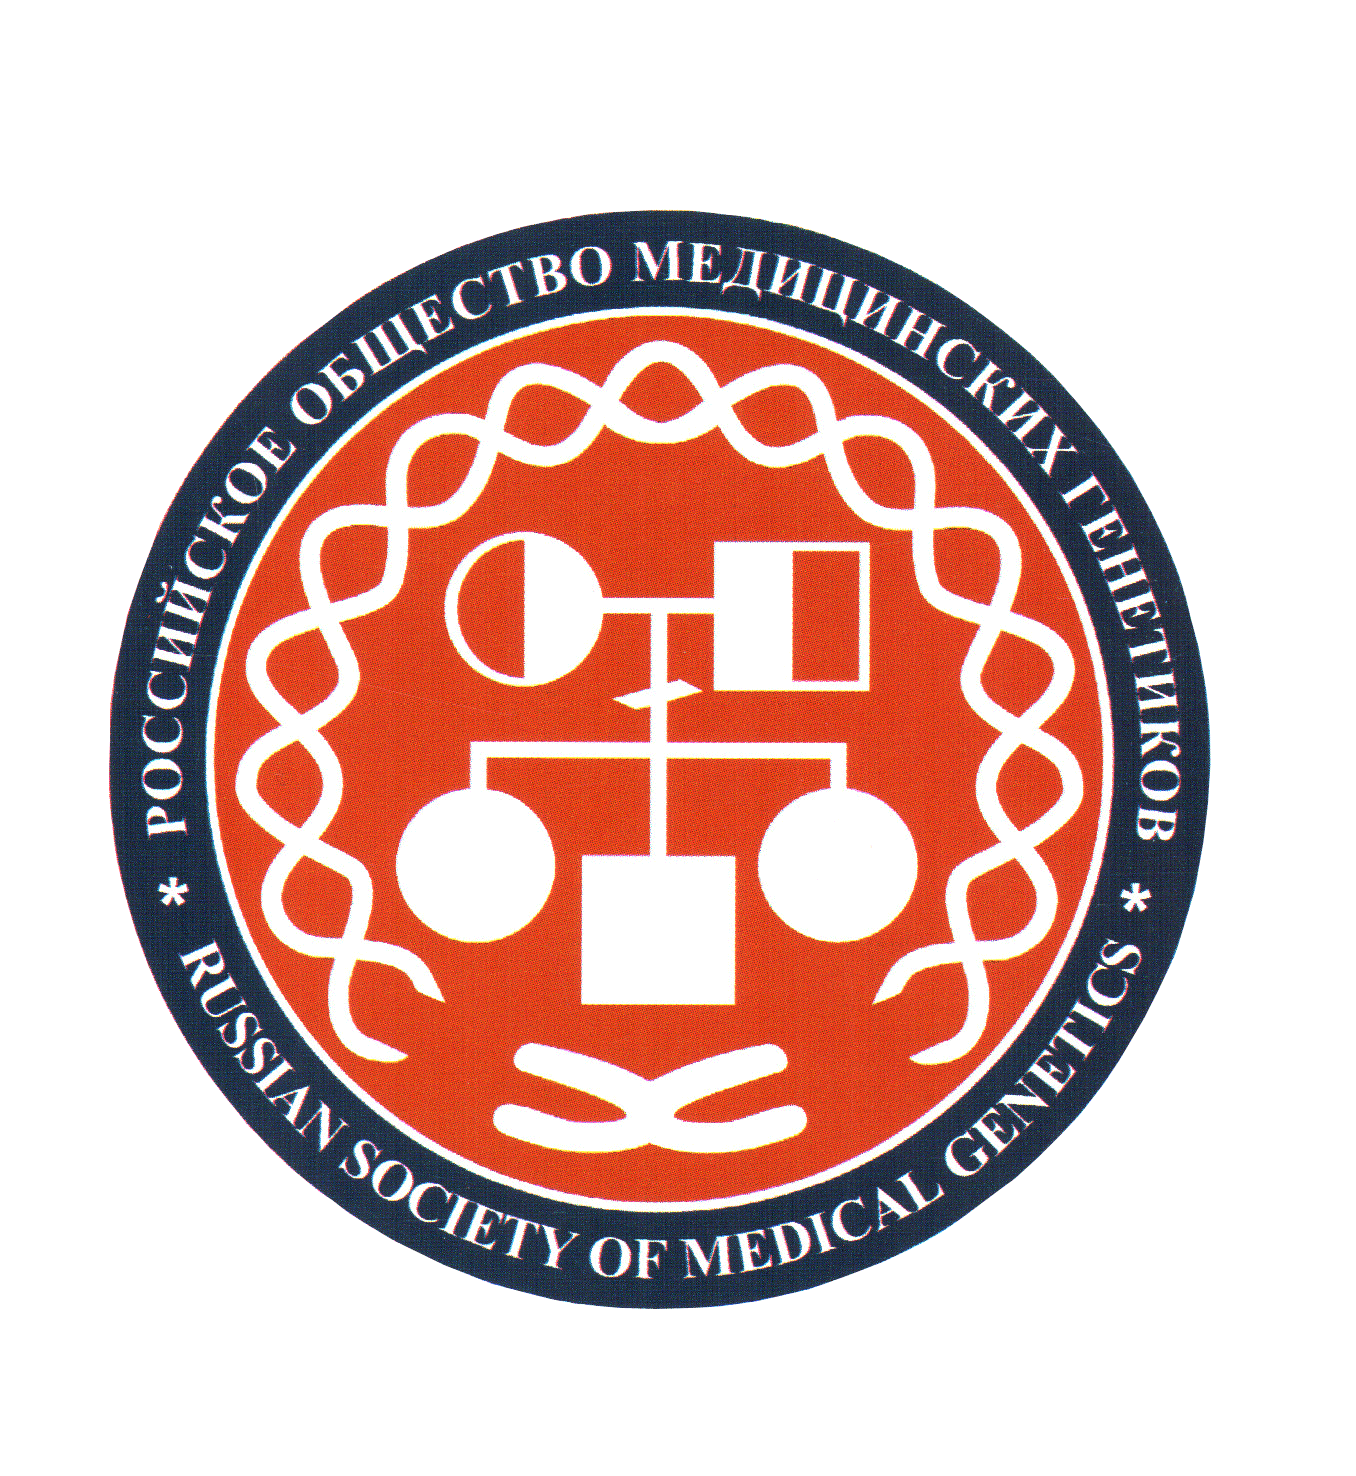 РОССИЙСКОЕ ОБЩЕСТВО МЕДИЦИНСКИХ ГЕНЕТИКОВ
* RUSSIAN SOCIETY OF MEDICAL GENETICS *